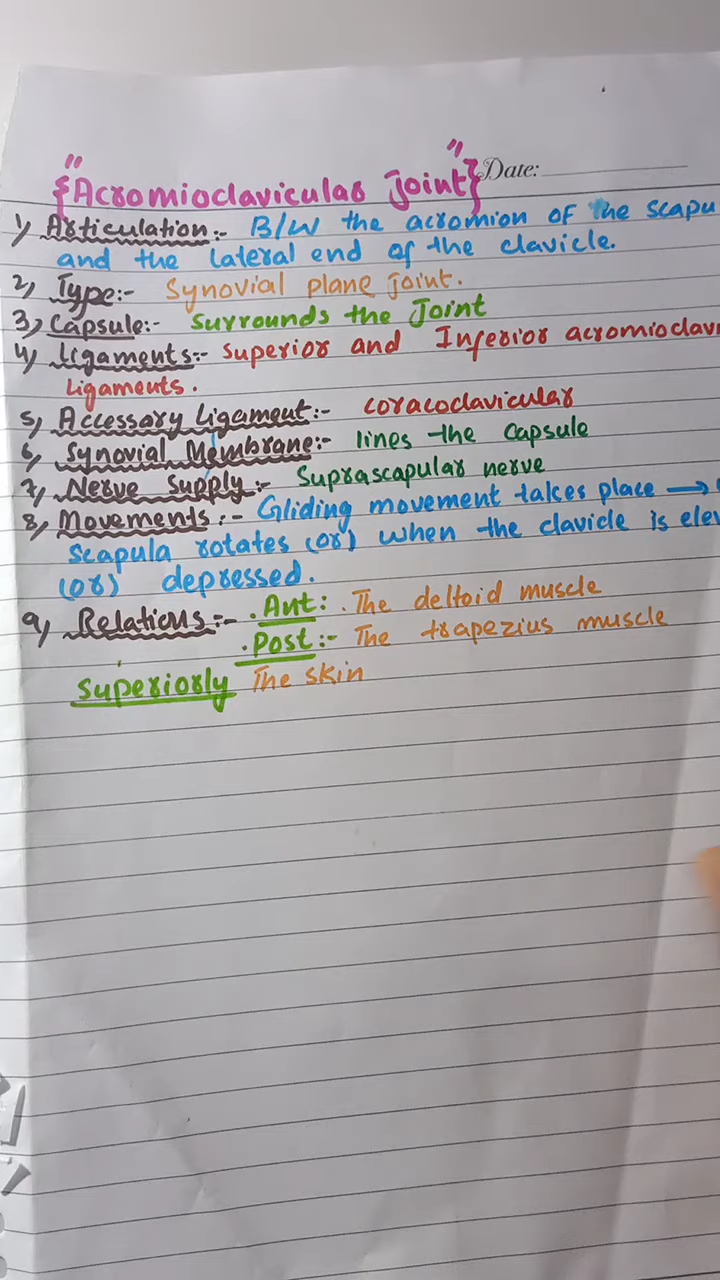 "{Acromioclavicular joint}"
Date:
1) Articulation:- B/W the acromion of the scapu
and the lateral end of the clavicle.
2) Type:- Synovial plane joint.
3) Capsule:- Surrounds the Joint
4) Ligaments:- Superior and Inferior acromioclavi
Ligaments.
5) Accessory Ligament:- coracoclavicular
6) Synovial Membrane:- lines the capsule
7) Nerve Supply:- Suprascapular nerve
8) Movements:- Gliding movement takes place →
Scapula rotates (or) when the clavicle is elev
(or) depressed.
9) Relations:- .Ant: .The deltoid muscle
.Post:- The trapezius muscle
Superiorly The skin